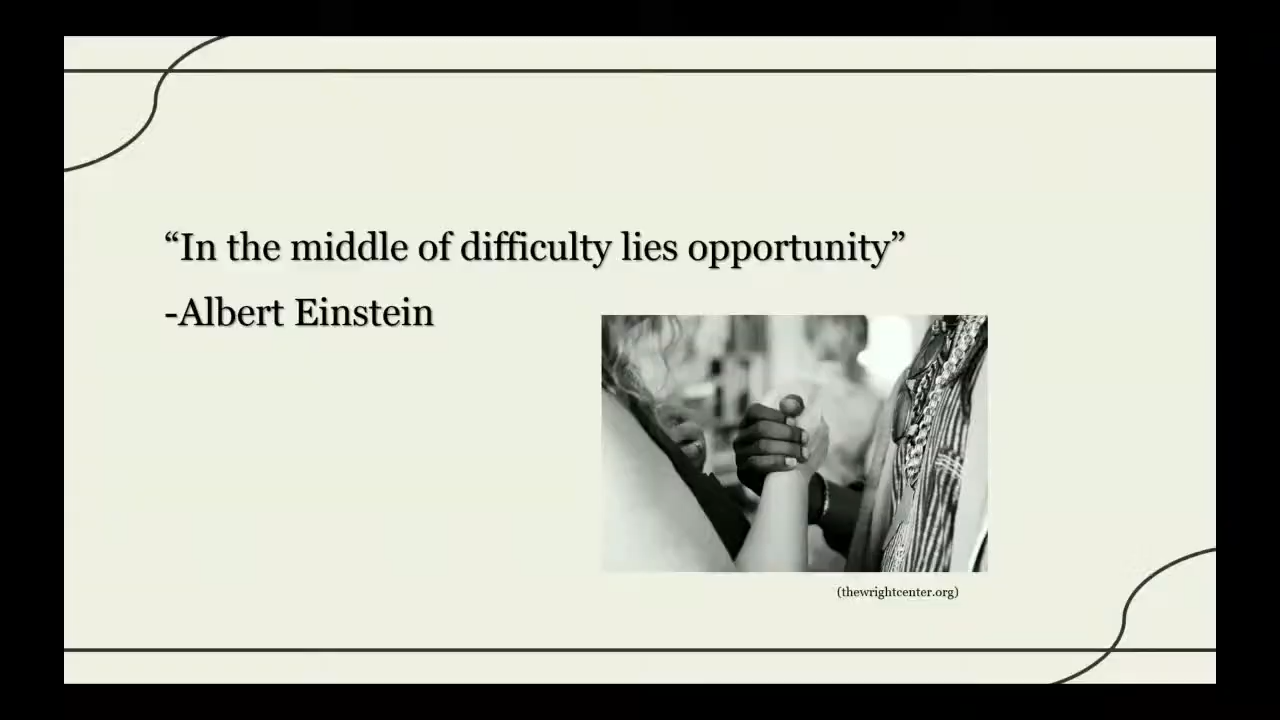 “In the middle of difficulty lies opportunity”
-Albert Einstein
(thewrightcenter.org)